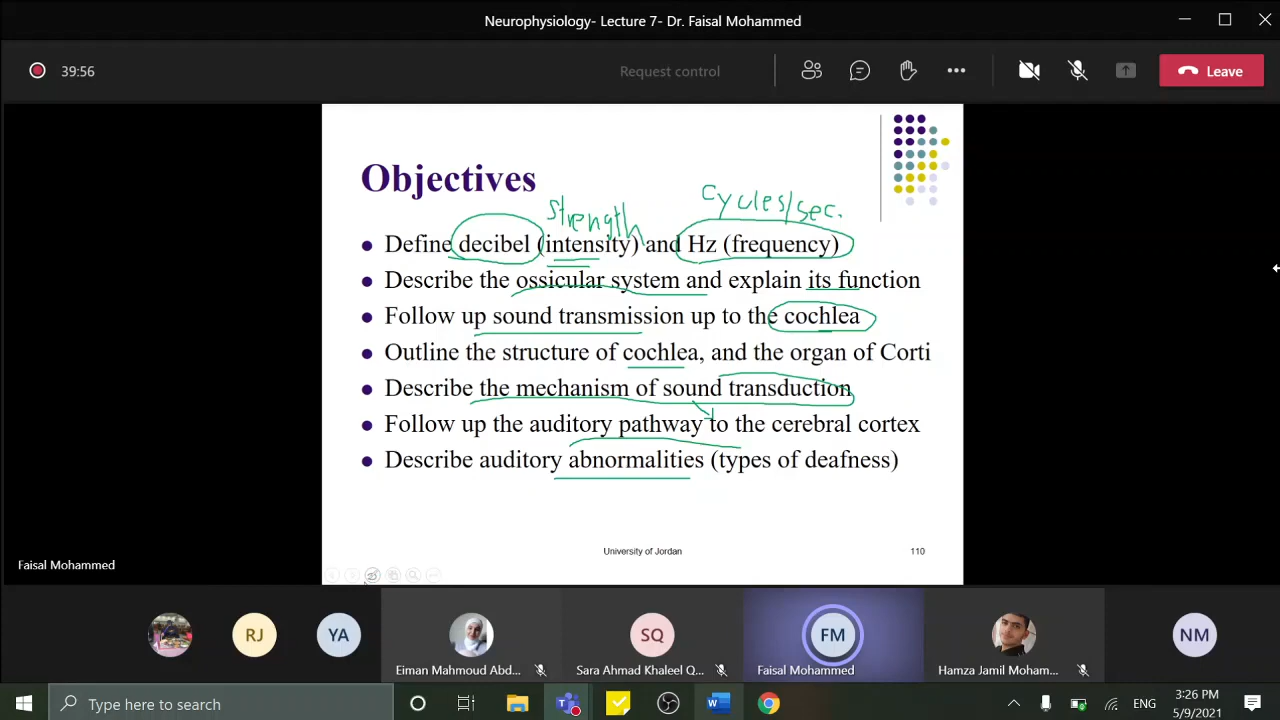 Neurophysiology- Lecture 7- Dr. Faisal Mohammed
39:56
Request control
Leave
Objectives
strength
cycles/sec.
Define decibel (intensity) and Hz (frequency)
Describe the ossicular system and explain its function
Follow up sound transmission up to the cochlea
Outline the structure of cochlea, and the organ of Corti
Describe the mechanism of sound transduction
Follow up the auditory pathway to the cerebral cortex
Describe auditory abnormalities (types of deafness)
University of Jordan
110
Faisal Mohammed
RJ
YA
SQ
FM
NM
Eiman Mahmoud Abd...
Sara Ahmad Khaleel Q...
Faisal Mohammed
Hamza Jamil Moham...
Type here to search
ENG
3:26 PM
5/9/2021